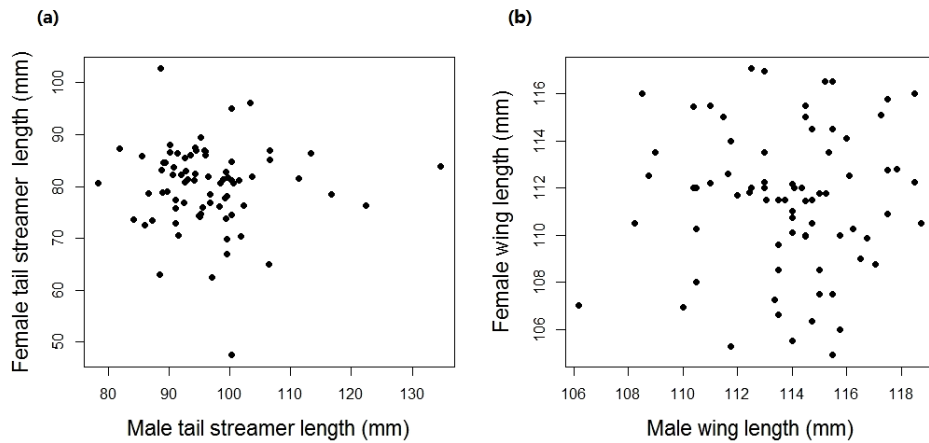 (a)
Female tail streamer length (mm)
100
90
80
70
60
50
80 90 100 110 120 130
Male tail streamer length (mm)
(b)
Female wing length (mm)
116
114
112
110
108
106
106 108 110 112 114 116 118
Male wing length (mm)